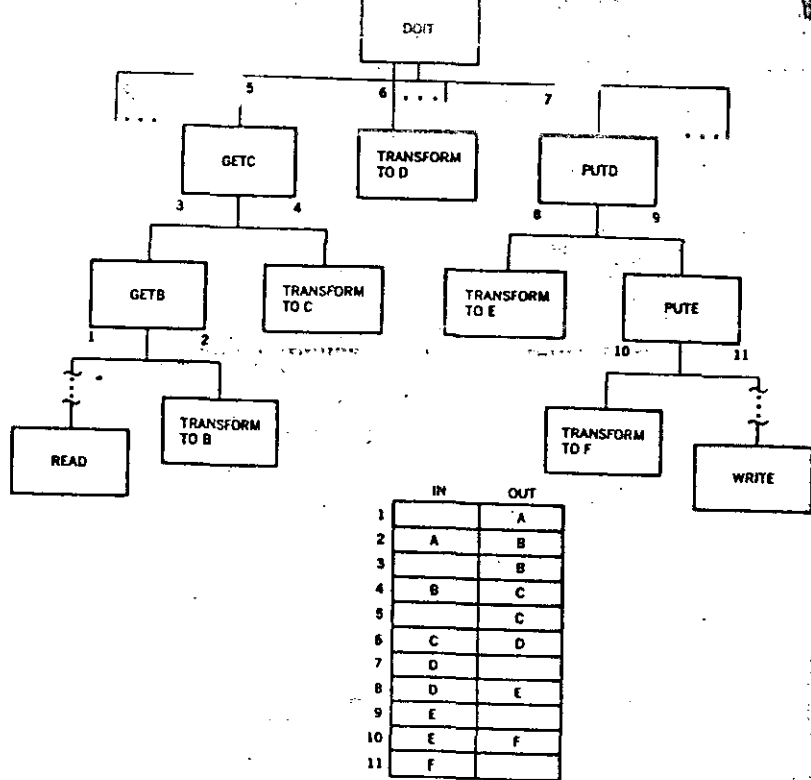 DOIT
5 6 7
GETC
TRANSFORM
TO D
PUTD
3 4
8 9
GETB
TRANSFORM
TO C
TRANSFORM
TO E
PUTE
1 2
10 11
READ
TRANSFORM
TO B
TRANSFORM
TO F
WRITE
IN OUT
1 A
2 A B
3 B
4 B C
5 C
6 C D
7 D
8 D E
9 E
10 E F
11 F